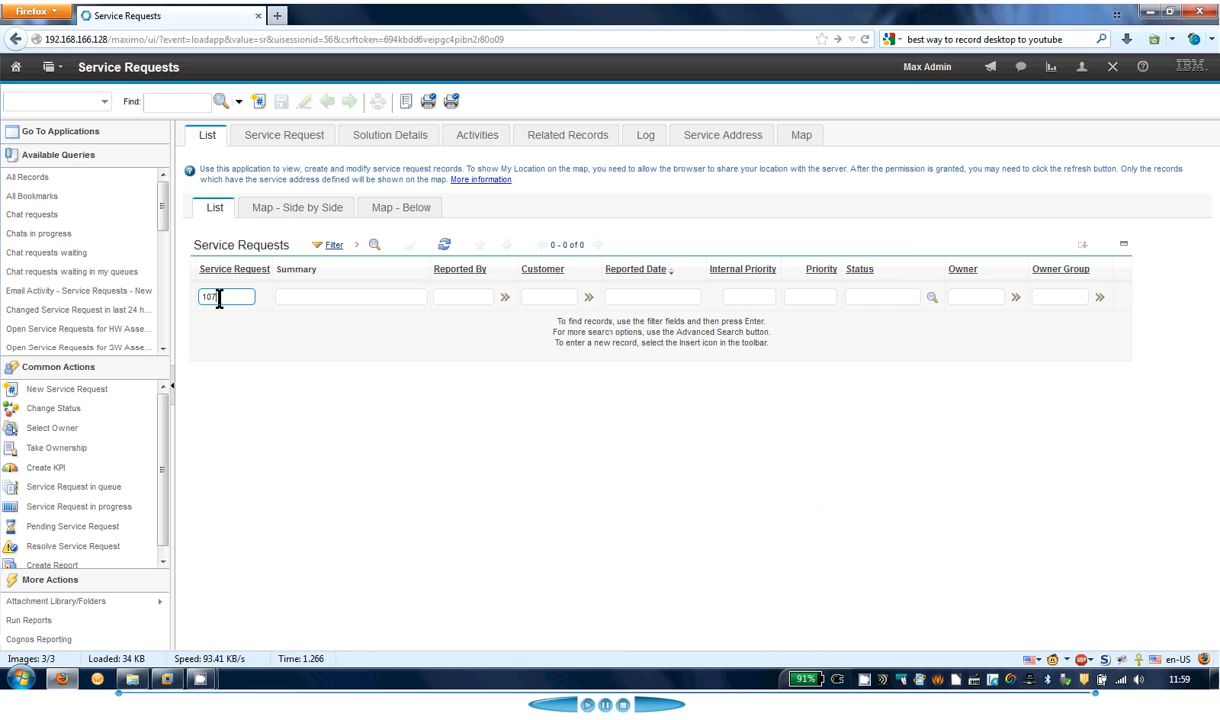 Firefox
Service Requests
192.168.166.128/maximo/ui/?event=loadapp&value=sr&uisessionid=56&csrftoken=694kbdd6veipgc4pibn2r80o09
best way to record desktop to youtube
Service Requests
Max Admin
IBM
Find:
Go To Applications
Available Queries
All Records
All Bookmarks
Chat requests
Chats in progress
Chat requests waiting
Chat requests waiting in my queues
Email Activity - Service Requests - New
Changed Service Request in last 24 h...
Open Service Requests for HW Asse...
Open Service Requests for SW Asse...
Common Actions
New Service Request
Change Status
Select Owner
Take Ownership
Create KPI
Service Request in queue
Service Request in progress
Pending Service Request
Resolve Service Request
Create Report
More Actions
Attachment Library/Folders
Run Reports
Cognos Reporting
List Service Request Solution Details Activities Related Records Log Service Address Map
Use this application to view, create and modify service request records. To show My Location on the map, you need to allow the browser to share your location with the server. After the permission is granted, you may need to click the refresh button. Only the records
which have the service address defined will be shown on the map. More information
List Map - Side by Side Map - Below
Service Requests Filter 0 - 0 of 0
Service Request Summary Reported By Customer Reported Date Internal Priority Priority Status Owner Owner Group
107
To find records, use the filter fields and then press Enter.
For more search options, use the Advanced Search button.
To enter a new record, select the Insert icon in the toolbar.
Images: 3/3 Loaded: 34 KB Speed: 93.41 KB/s Time: 1.266
en-US
91%
11:59